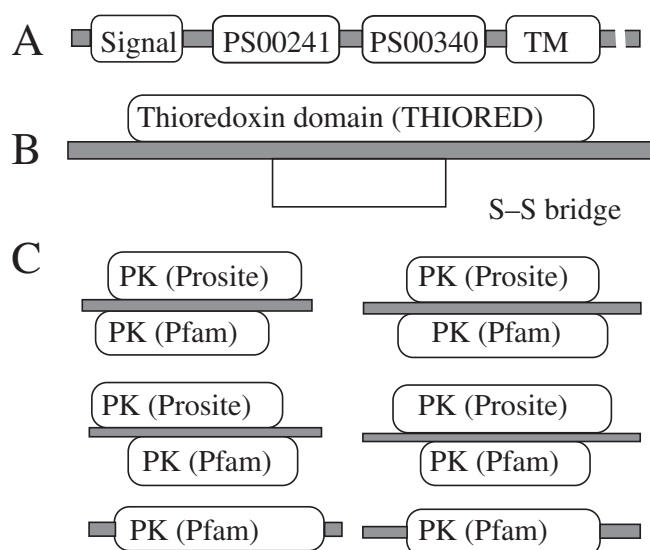 A Signal PS00241 PS00340 TM
Thioredoxin domain (THIORED)
B
S–S bridge
C
PK (Prosite) PK (Prosite)
PK (Pfam) PK (Pfam)
PK (Prosite) PK (Prosite)
PK (Pfam) PK (Pfam)
PK (Pfam) PK (Pfam)